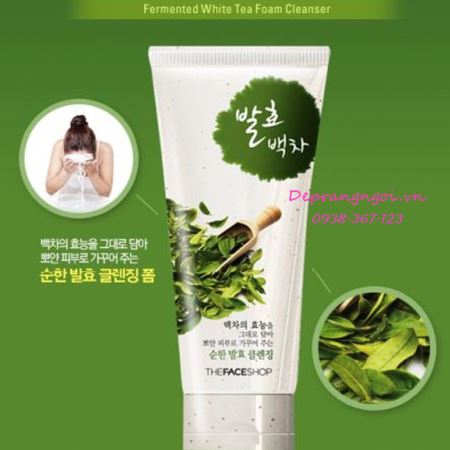 Fermented White Tea Foam Cleanser
발효
백차
Deprangngoi.vn
0938-367-123
백차의 효능을 그대로 담아
뽀얀 피부로 가꾸어 주는
순한 발효 클렌징 폼
백차의 효능을
그대로 담아
뽀얀 피부로 가꾸어 주는
순한 발효 클렌징
THEFACESHOP